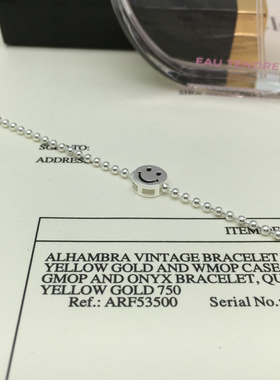 EAU TENDRE
SOLD TO:
ADDRESS
ITEM
ALHAMBRA VINTAGE BRACELET
YELLOW GOLD AND WMOP CASE
GMOP AND ONYX BRACELET, QU
YELLOW GOLD 750
Ref.: ARF53500 Serial No.